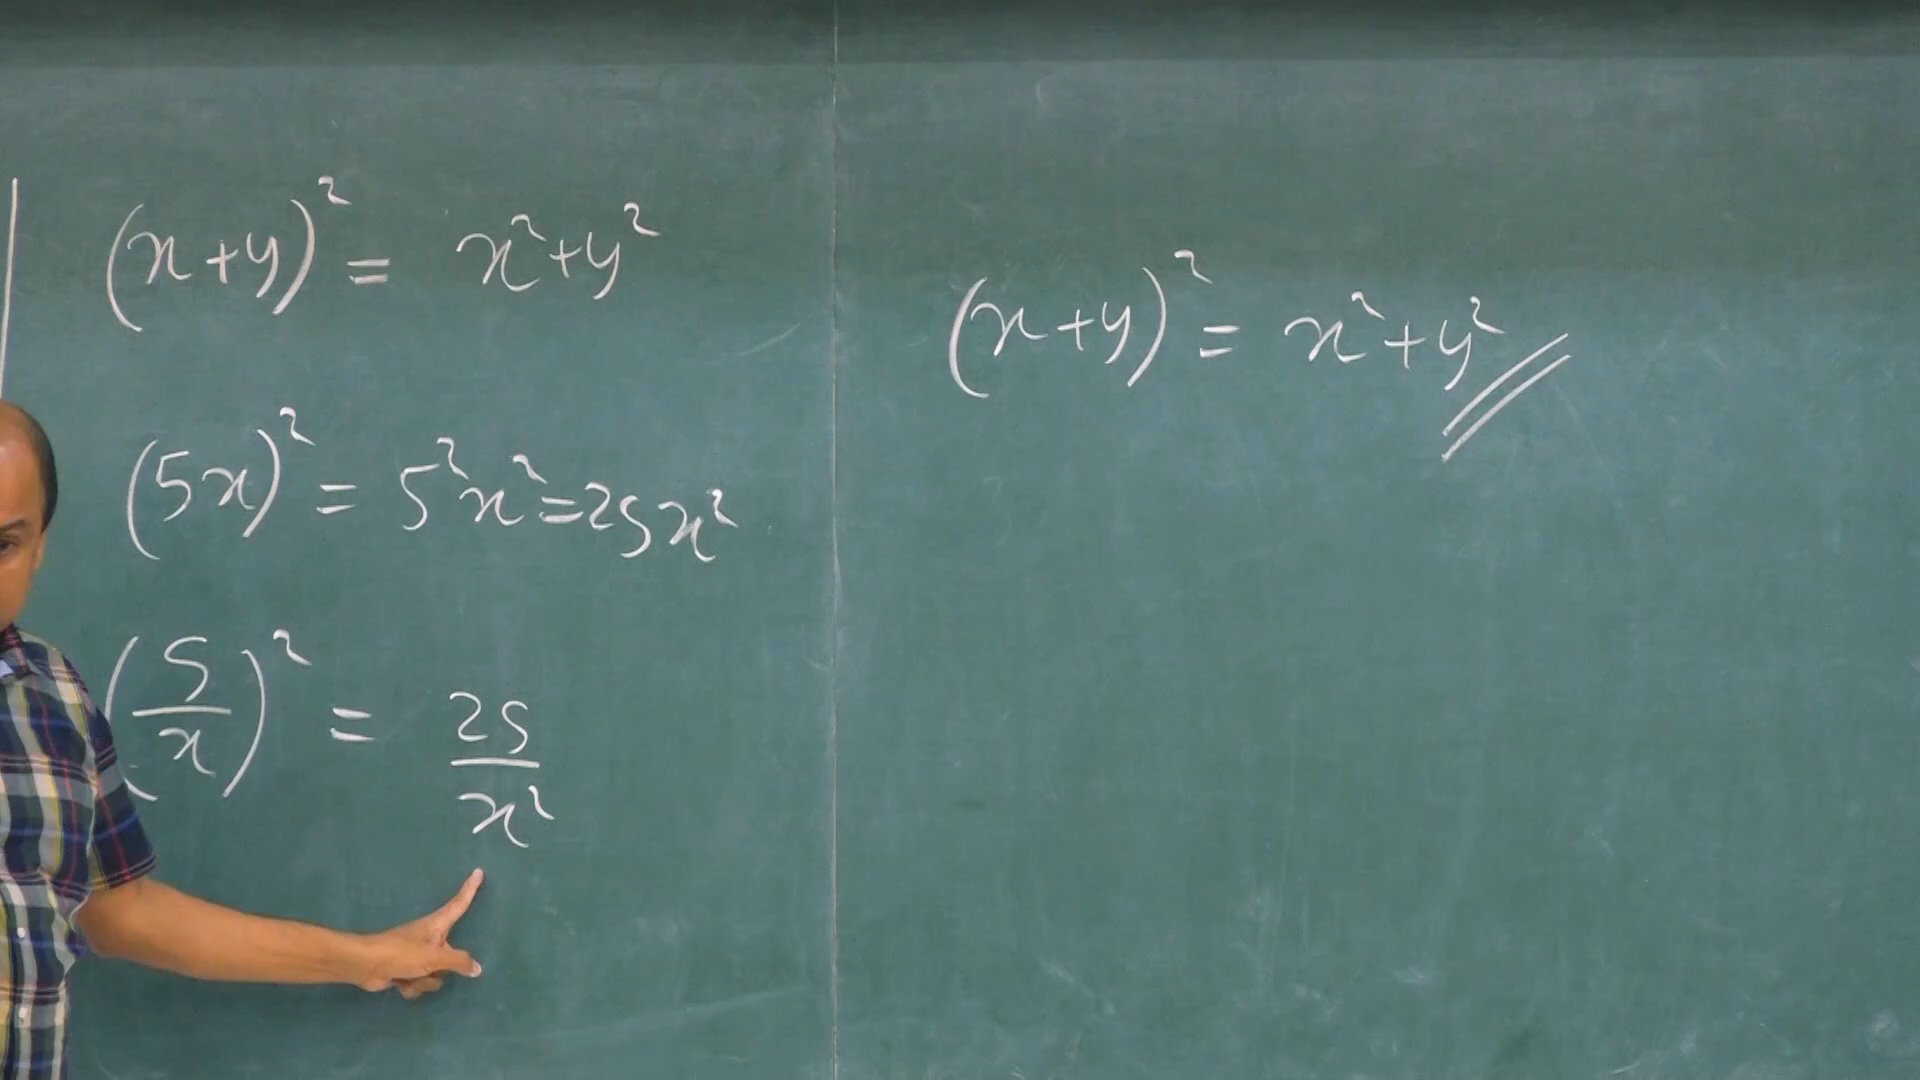 (x+y)² = x²+y²
(5x)² = 5²x² = 25x²
(5/x)² = 25/x²
(x+y)² = x²+y²